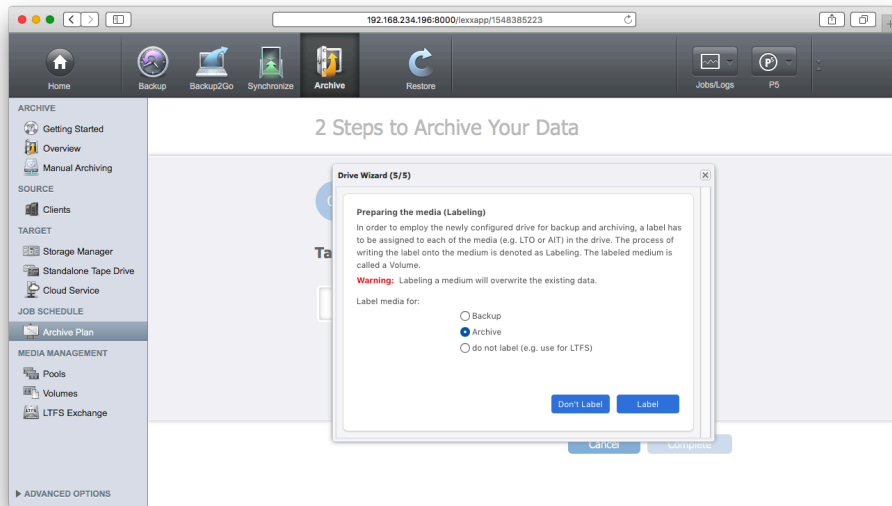 192.168.234.196:8000/lexxapp/1548385223
Home
Backup
Backup2Go
Synchronize
Archive
Restore
Jobs/Logs
P5
ARCHIVE
Getting Started
Overview
Manual Archiving
SOURCE
Clients
TARGET
Storage Manager
Standalone Tape Drive
Cloud Service
JOB SCHEDULE
Archive Plan
MEDIA MANAGEMENT
Pools
Volumes
LTFS Exchange
ADVANCED OPTIONS
2 Steps to Archive Your Data
Ta
Drive Wizard (5/5)
Preparing the media (Labeling)
In order to employ the newly configured drive for backup and archiving, a label has
to be assigned to each of the media (e.g. LTO or AIT) in the drive. The process of
writing the label onto the medium is denoted as Labeling. The labeled medium is
called a Volume.
Warning: Labeling a medium will overwrite the existing data.
Label media for:
Backup
Archive
do not label (e.g. use for LTFS)
Don't Label
Label
Cancel
Complete